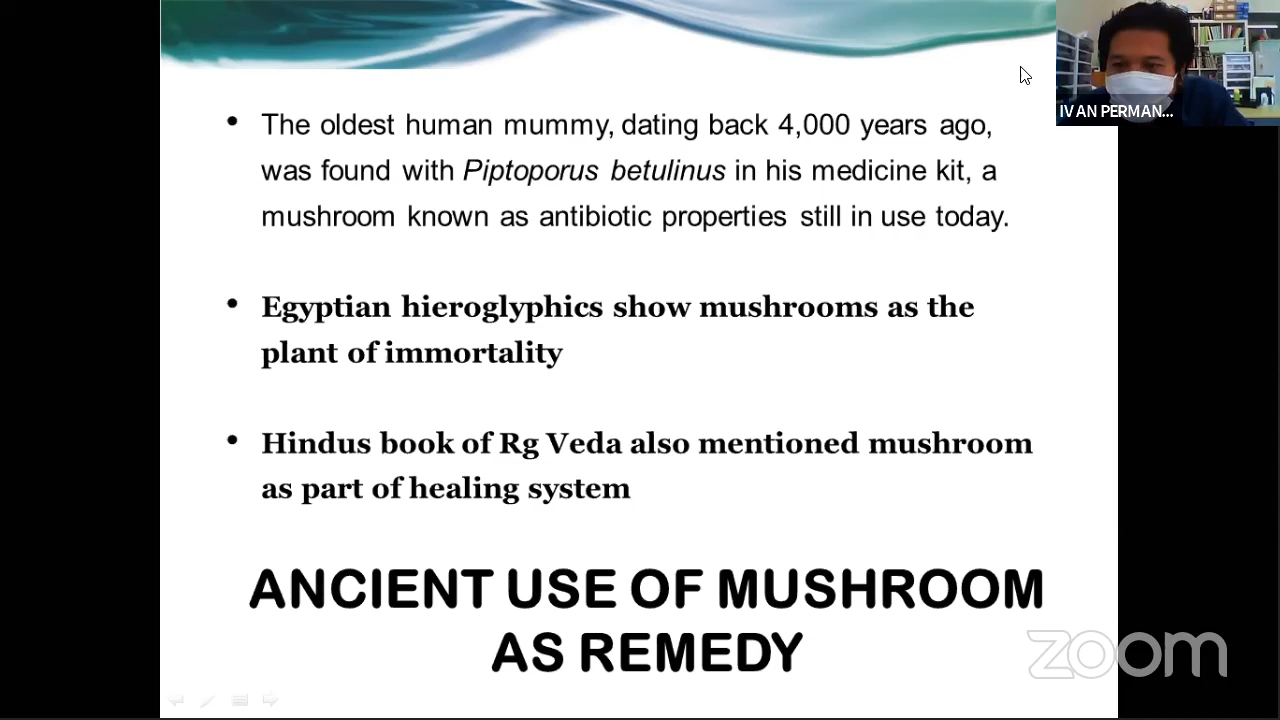 IVAN PERMAN...
• The oldest human mummy, dating back 4,000 years ago,
was found with Piptoporus betulinus in his medicine kit, a
mushroom known as antibiotic properties still in use today.
• Egyptian hieroglyphics show mushrooms as the
plant of immortality
• Hindus book of Rg Veda also mentioned mushroom
as part of healing system
ANCIENT USE OF MUSHROOM
AS REMEDY
zoom